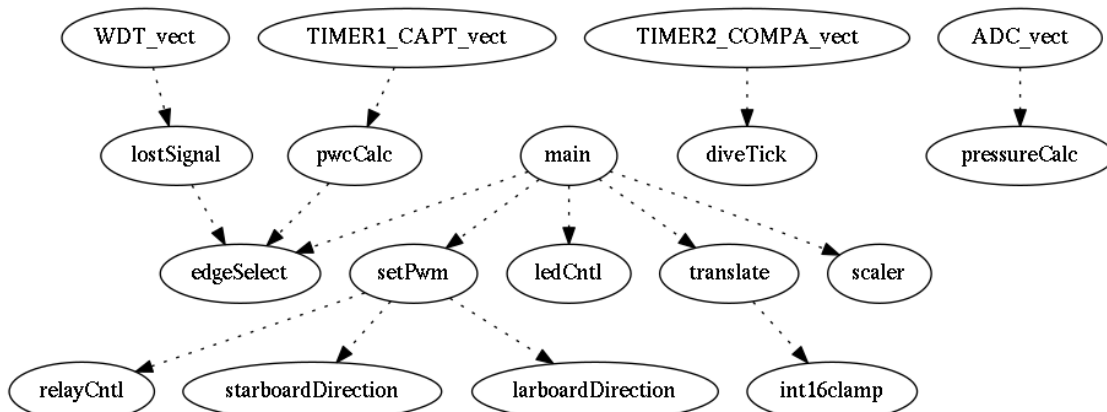 WDT_vect
TIMER1_CAPT_vect
TIMER2_COMPA_vect
ADC_vect
lostSignal
pwcCalc
main
diveTick
pressureCalc
edgeSelect
setPwm
ledCntl
translate
scaler
relayCntl
starboardDirection
larboardDirection
int16clamp